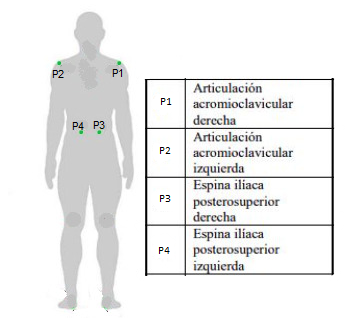 P2
P1
P4
P3
P1
Articulación
acromioclavicular
derecha
P2
Articulación
acromioclavicular
izquierda
P3
Espina ilíaca
posterosuperior
derecha
P4
Espina ilíaca
posterosuperior
izquierda